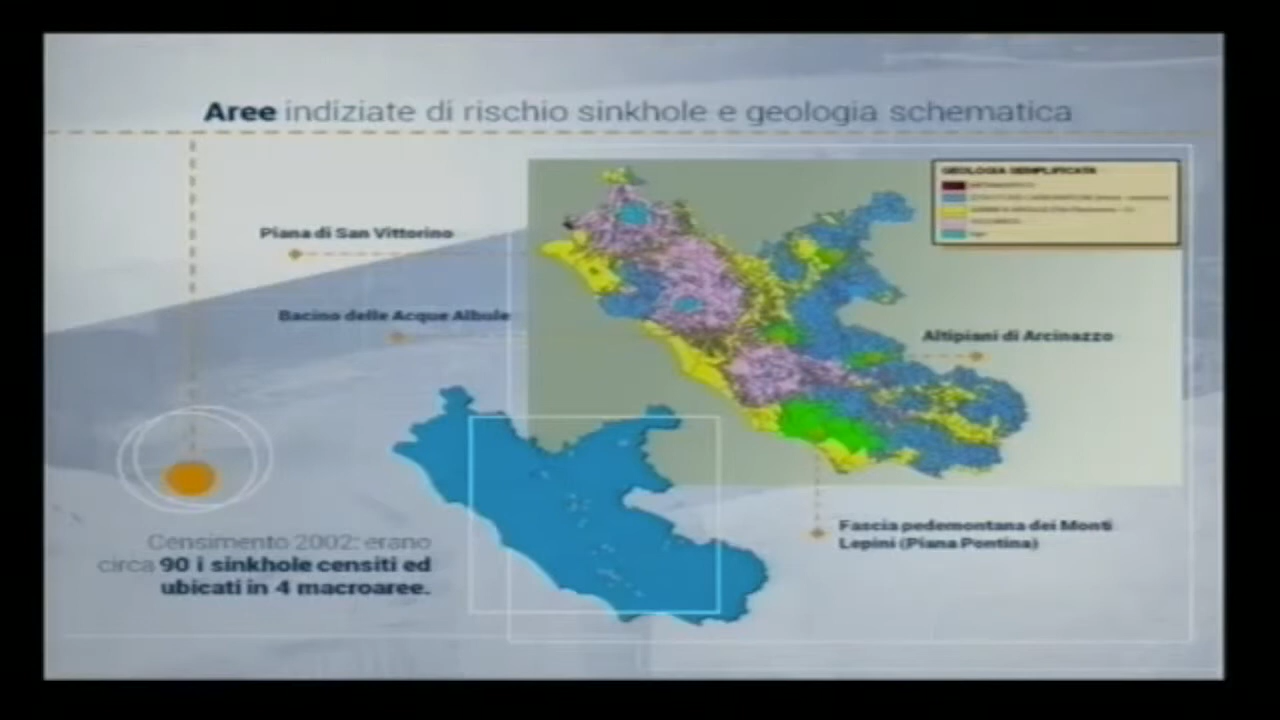 Aree indiziate di rischio sinkhole e geologia schematica
GEOLOGIA SEMPLIFICATA
Piana di San Vittorino
Bacino delle Acque Albule
Altipiani di Arcinazzo
Fascia pedemontana dei Monti
Lepini (Piana Pontina)
Censimento 2002: erano
circa 90 i sinkhole censiti ed
ubicati in 4 macroaree.